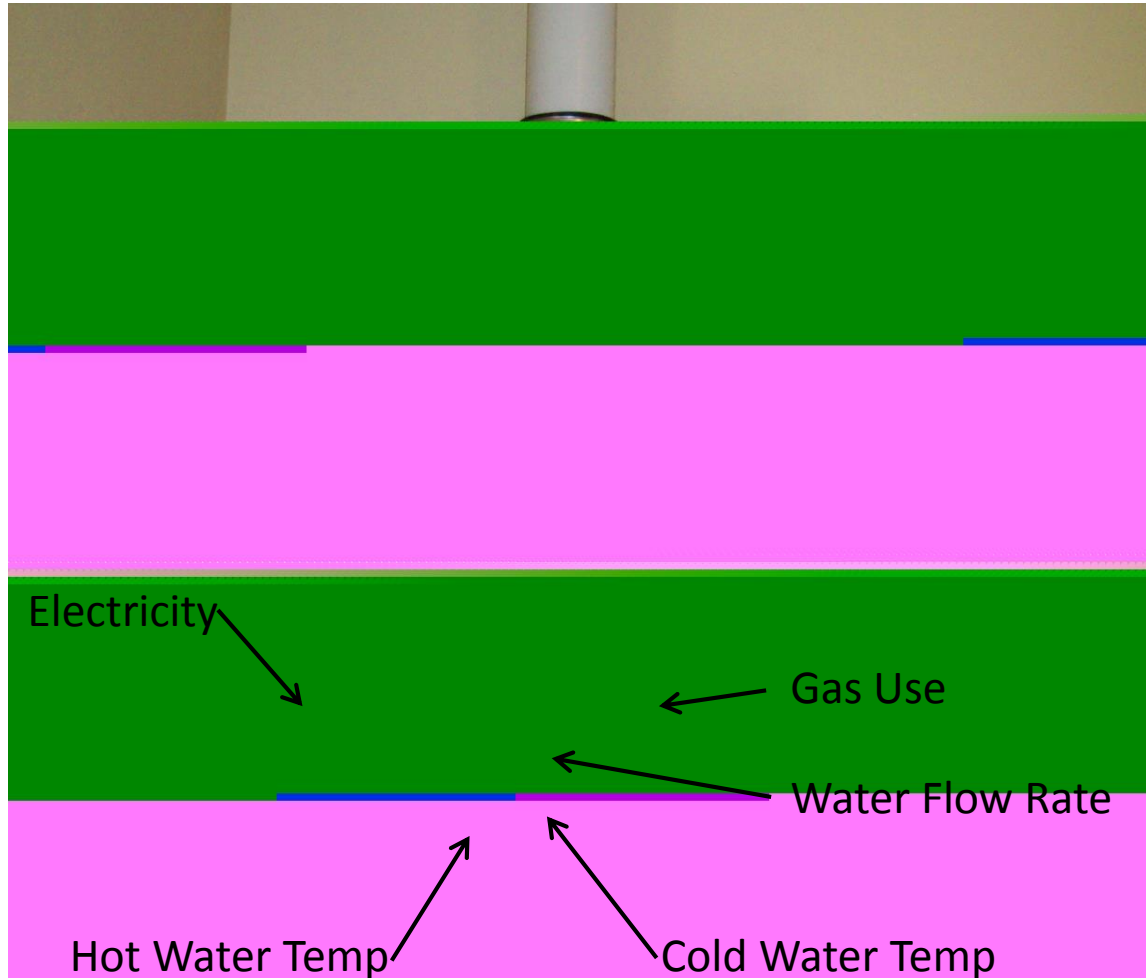 Electricity
Gas Use
Water Flow Rate
Hot Water Temp
Cold Water Temp